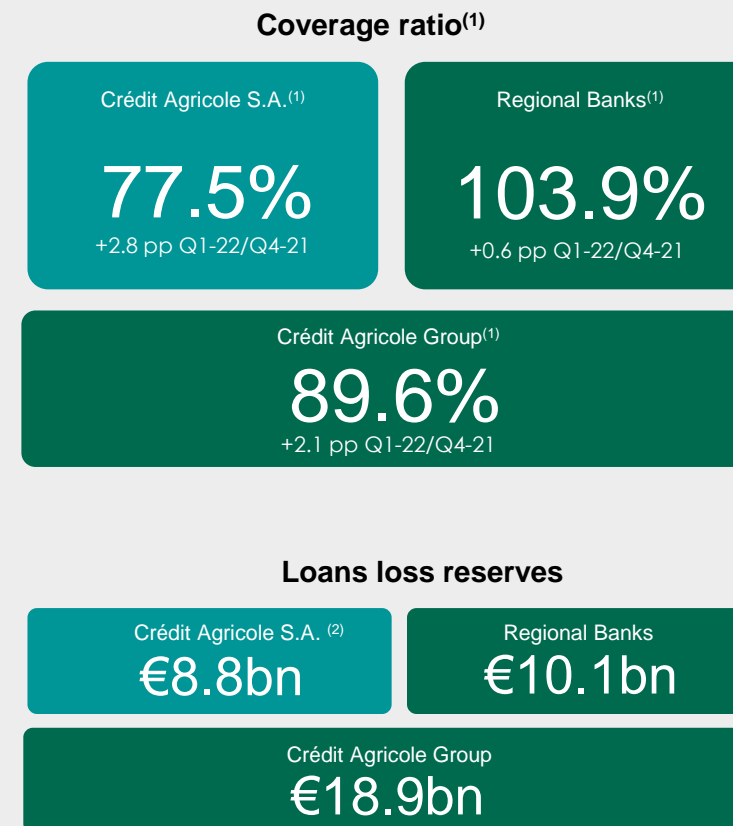 Coverage ratio(1)
Crédit Agricole S.A.(1)
77.5%
+2.8 pp Q1-22/Q4-21
Regional Banks(1)
103.9%
+0.6 pp Q1-22/Q4-21
Crédit Agricole Group(1)
89.6%
+2.1 pp Q1-22/Q4-21
Loans loss reserves
Crédit Agricole S.A. (2)
€8.8bn
Regional Banks
€10.1bn
Crédit Agricole Group
€18.9bn